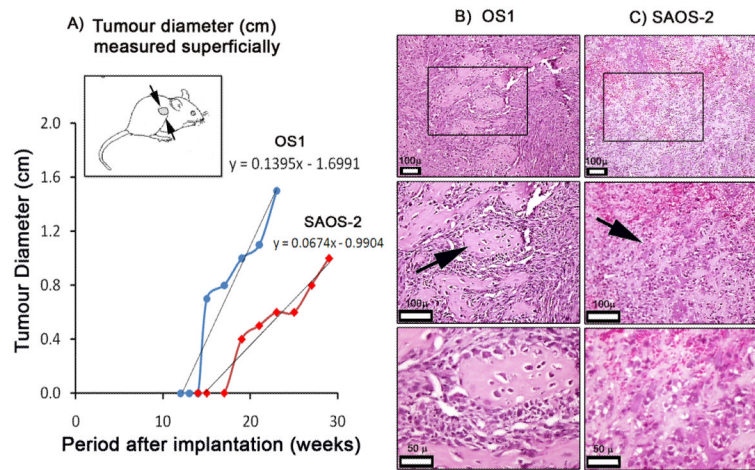 A) Tumour diameter (cm)
measured superficially
Tumour Diameter (cm)
2.0
1.6
1.2
0.8
0.4
0.0
OS1
y = 0.1395x - 1.6991
SAOS-2
y = 0.0674x - 0.9904
0
10
20
30
Period after implantation (weeks)
B) OS1
100µ
100µ
50 µ
C) SAOS-2
100µ
100µ
50 µ